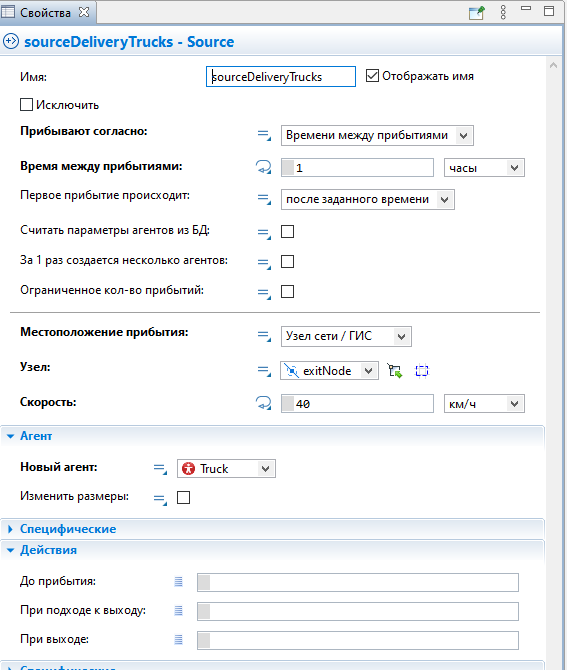 Свойства
sourceDeliveryTrucks - Source
Имя: sourceDeliveryTrucks Отображать имя
Исключить
Прибывают согласно: Времени между прибытиями
Время между прибытиями: 1 часы
Первое прибытие происходит: после заданного времени
Считать параметры агентов из БД:
За 1 раз создается несколько агентов:
Ограниченное кол-во прибытий:
Местоположение прибытия: Узел сети / ГИС
Узел: exitNode
Скорость: 40 км/ч
Агент
Новый агент: Truck
Изменить размеры:
Специфические
Действия
До прибытия:
При подходе к выходу:
При выходе:
Специфические